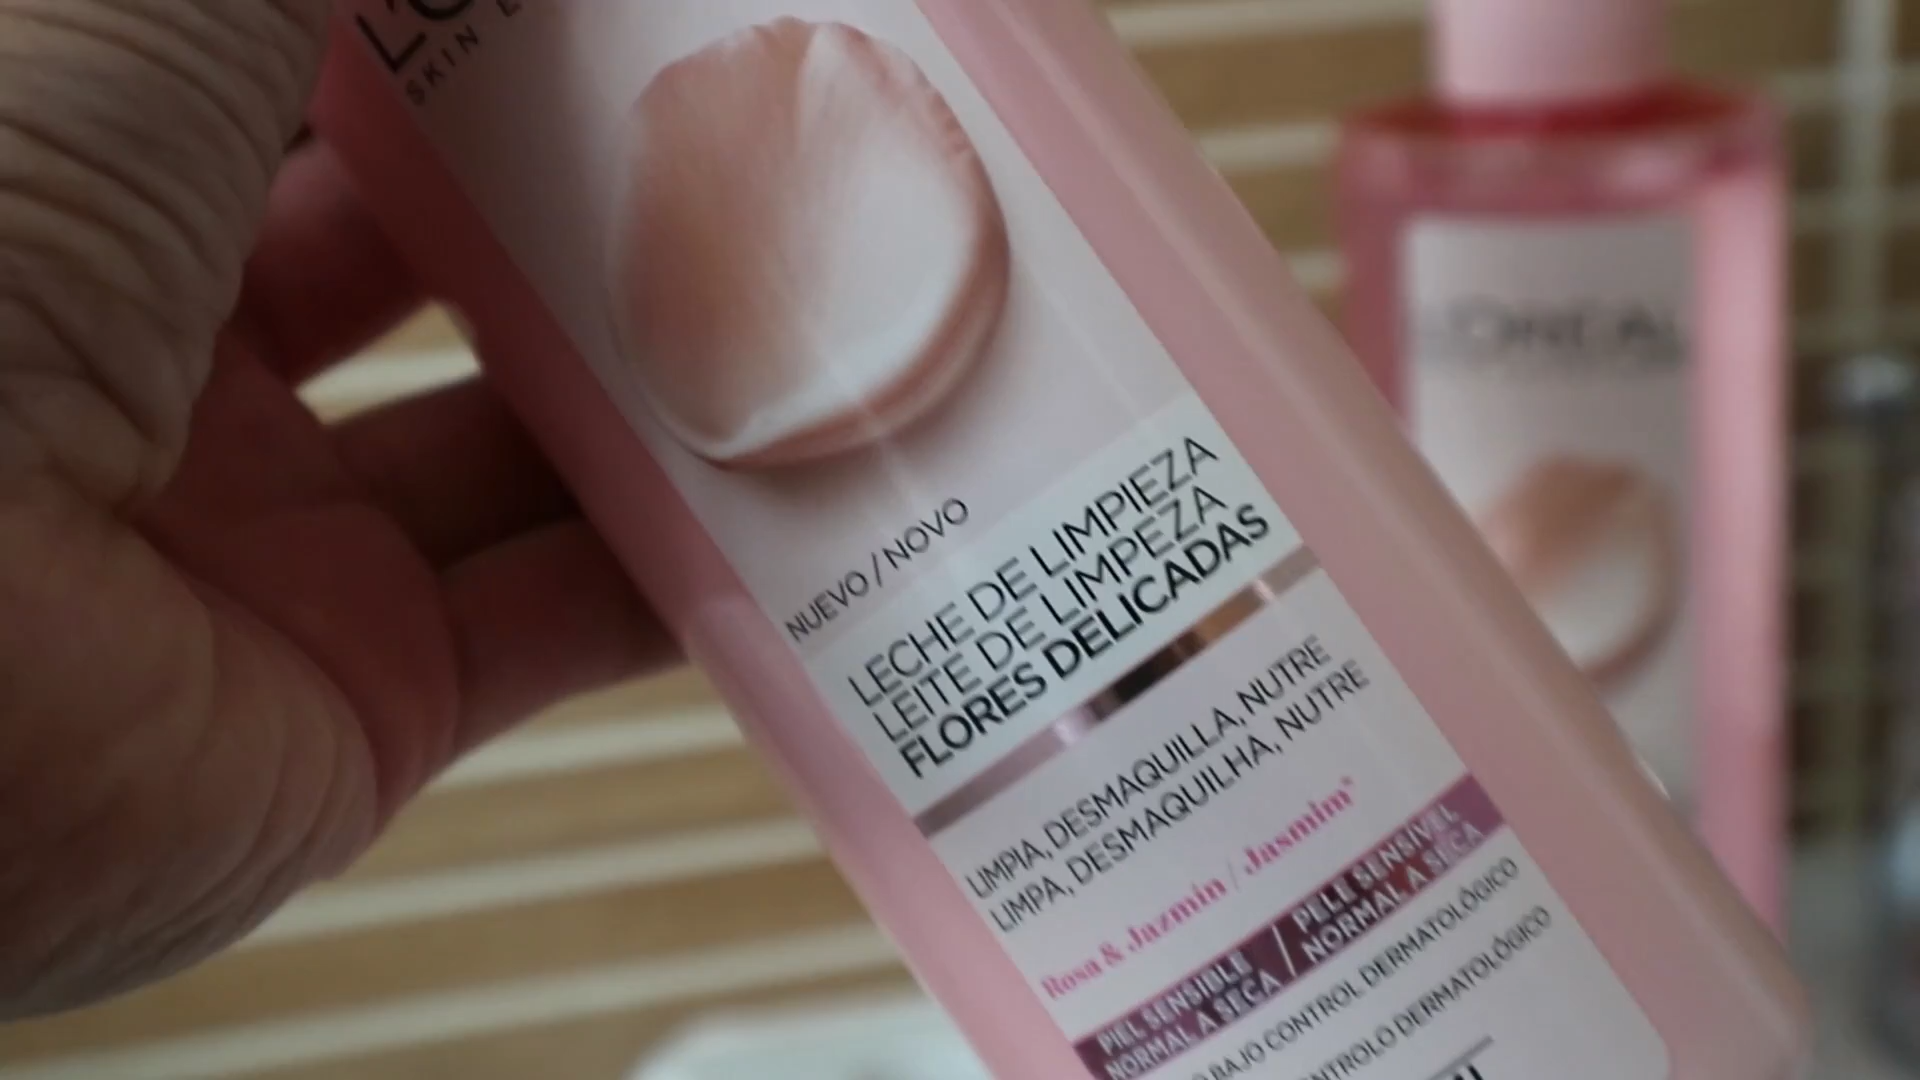 L'O
SKIN E
NUEVO / NOVO
LECHE DE LIMPIEZA
LEITE DE LIMPEZA
FLORES DELICADAS
LIMPIA, DESMAQUILLA, NUTRE
LIMPA, DESMAQUILHA, NUTRE
Rosa & Jazmín / Jasmim*
PIEL SENSIBLE / PELE SENSÍVEL
NORMAL A SECA / NORMAL A SECA
BAJO CONTROL DERMATOLÓGICO
CONTROLO DERMATOLÓGICO
L'ORÉAL